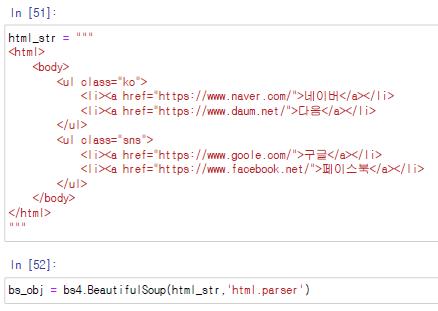 In [51]:
html_str = """
<html>
    <body>
        <ul class="ko">
            <li><a href="https://www.naver.com/">네이버</a></li>
            <li><a href="https://www.daum.net/">다음</a></li>
        </ul>
        <ul class="sns">
            <li><a href="https://www.goole.com/">구글</a></li>
            <li><a href="https://www.facebook.net/">페이스북</a></li>
        </ul>
    </body>
</html>
"""
In [52]:
bs_obj = bs4.BeautifulSoup(html_str,'html.parser')